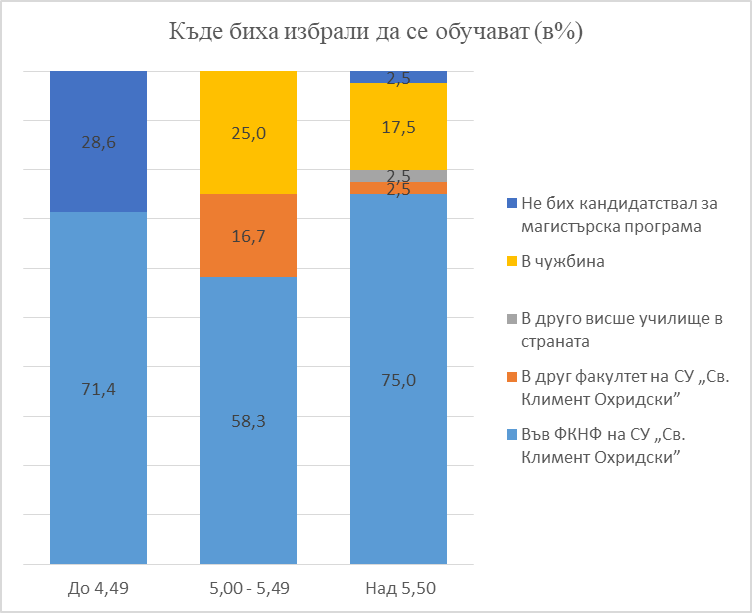 Къде биха избрали да се обучават (в%)
28,6
71,4
25,0
16,7
58,3
2,5
17,5
2,5
2,5
75,0
До 4,49
5,00 - 5,49
Над 5,50
Не бих кандидатствал за
магистърска програма
В чужбина
В друго висше училище в
страната
В друг факултет на СУ „Св.
Климент Охридски”
Във ФКНФ на СУ „Св.
Климент Охридски”